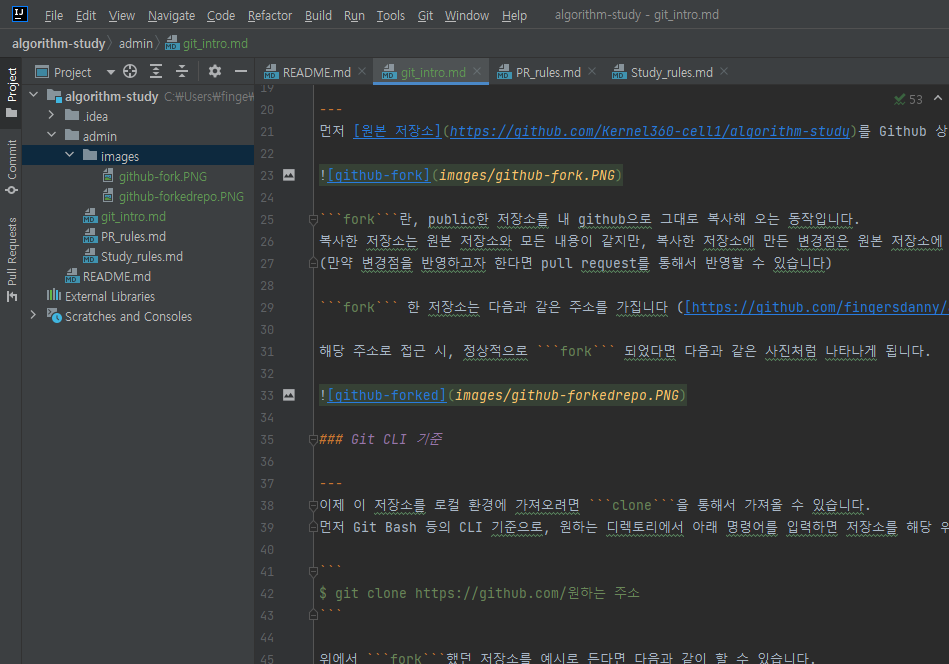 IJ File Edit View Navigate Code Refactor Build Run Tools Git Window Help algorithm-study - git_intro.md
algorithm-study admin git_intro.md
Project
Commit
Pull Requests
Project
algorithm-study C:₩Users₩finge₩
.idea
admin
images
github-fork.PNG
github-forkedrepo.PNG
git_intro.md
PR_rules.md
Study_rules.md
README.md
External Libraries
Scratches and Consoles
README.md git_intro.md PR_rules.md Study_rules.md
53
19
20 ---
21 먼저 [원본 저장소](https://github.com/Kernel360-cell1/algorithm-study)를 Github 상
22
23 ![github-fork](images/github-fork.PNG)
24
25 ```fork```란, public한 저장소를 내 github으로 그대로 복사해 오는 동작입니다.
26 복사한 저장소는 원본 저장소와 모든 내용이 같지만, 복사한 저장소에 만든 변경점은 원본 저장소에
27 (만약 변경점을 반영하고자 한다면 pull request를 통해서 반영할 수 있습니다)
28
29 ```fork``` 한 저장소는 다음과 같은 주소를 가집니다 ([https://github.com/fingersdanny/
30
31 해당 주소로 접근 시, 정상적으로 ```fork``` 되었다면 다음과 같은 사진처럼 나타나게 됩니다.
32
33 ![github-forked](images/github-forkedrepo.PNG)
34
35 ### Git CLI 기준
36
37 ---
38 이제 이 저장소를 로컬 환경에 가져오려면 ```clone```을 통해서 가져올 수 있습니다.
39 먼저 Git Bash 등의 CLI 기준으로, 원하는 디렉토리에서 아래 명령어를 입력하면 저장소를 해당 위
40
41 ```
42 $ git clone https://github.com/원하는 주소
43 ```
44
45 위에서 ```fork```했던 저장소를 예시로 든다면 다음과 같이 할 수 있습니다.